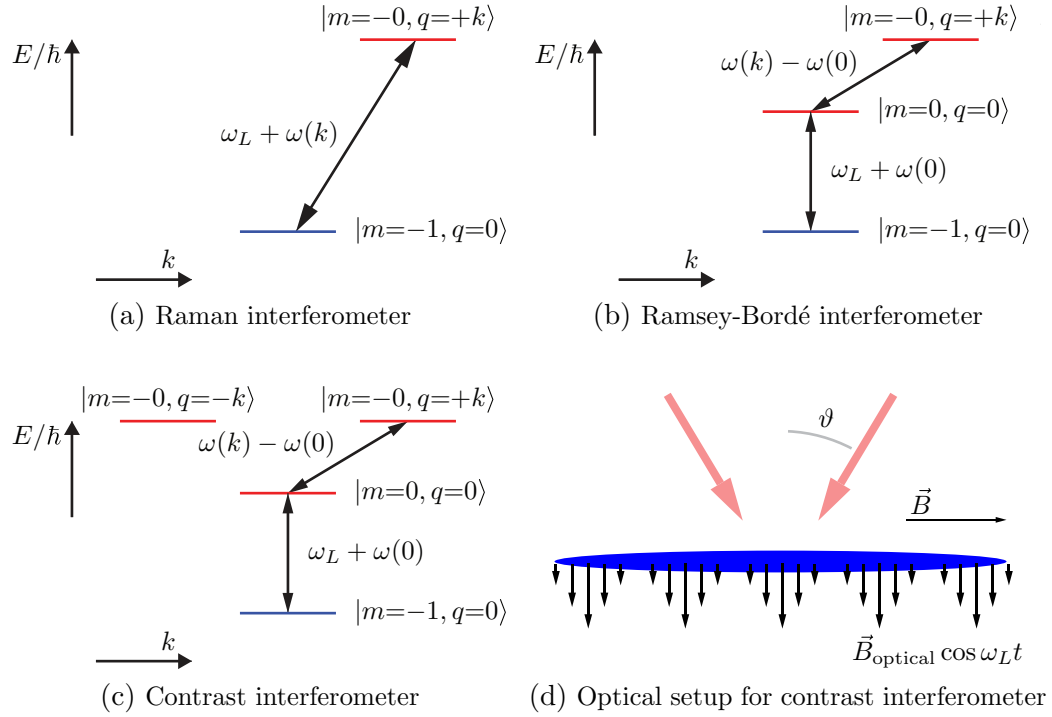 |m=−0, q=+k⟩
E/ħ
ω_L + ω(k)
|m=−1, q=0⟩
k
(a) Raman interferometer
|m=−0, q=+k⟩
E/ħ
ω(k) − ω(0)
|m=0, q=0⟩
ω_L + ω(0)
|m=−1, q=0⟩
k
(b) Ramsey-Bordé interferometer
|m=−0, q=−k⟩ |m=−0, q=+k⟩
E/ħ
ω(k) − ω(0)
|m=0, q=0⟩
ω_L + ω(0)
|m=−1, q=0⟩
k
(c) Contrast interferometer
ϑ
B⃗
B⃗_optical cos ω_L t
(d) Optical setup for contrast interferometer